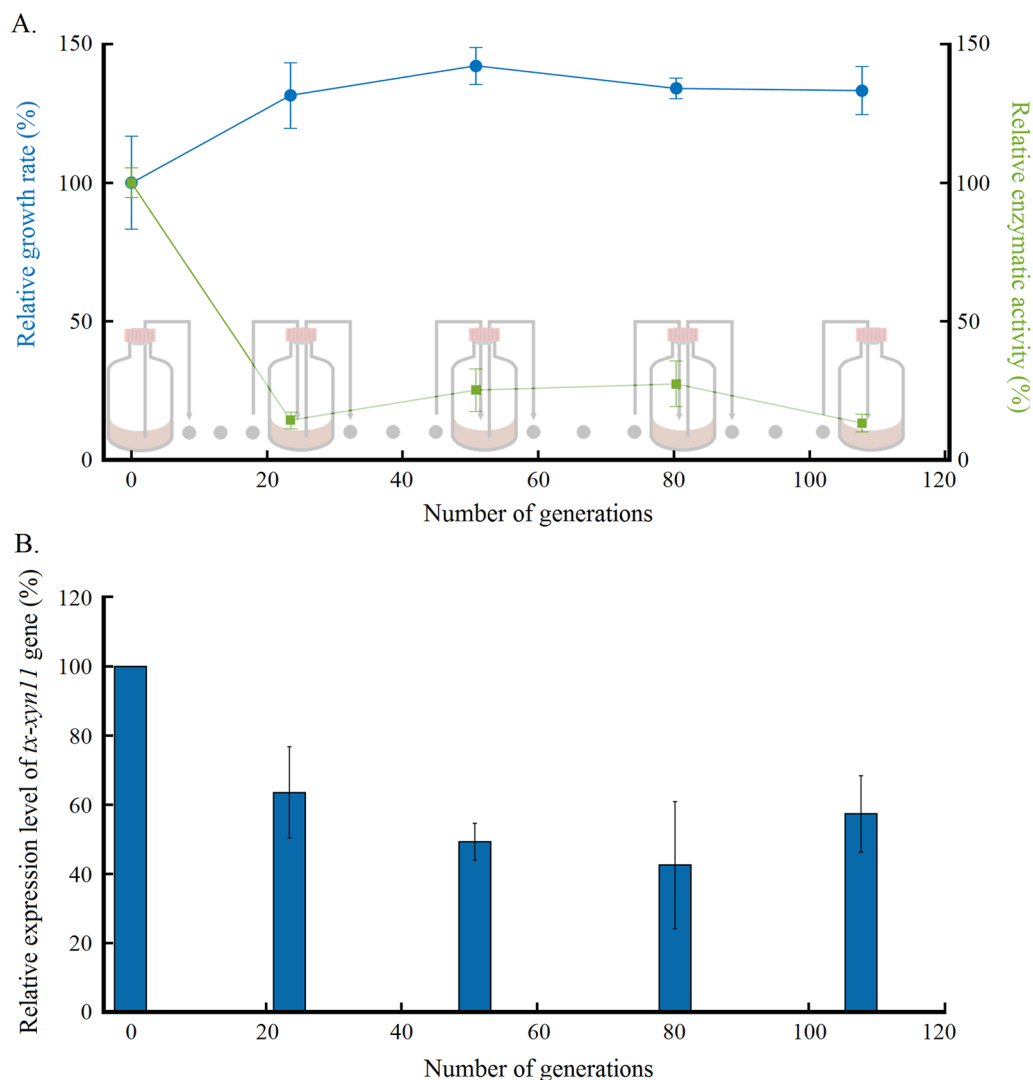 A.
Relative growth rate (%)
150
100
50
0
150
100
50
0
Relative enzymatic activity (%)
0 20 40 60 80 100 120
Number of generations
B.
Relative expression level of tx-xyn11 gene (%)
120
100
80
60
40
20
0
0 20 40 60 80 100 120
Number of generations